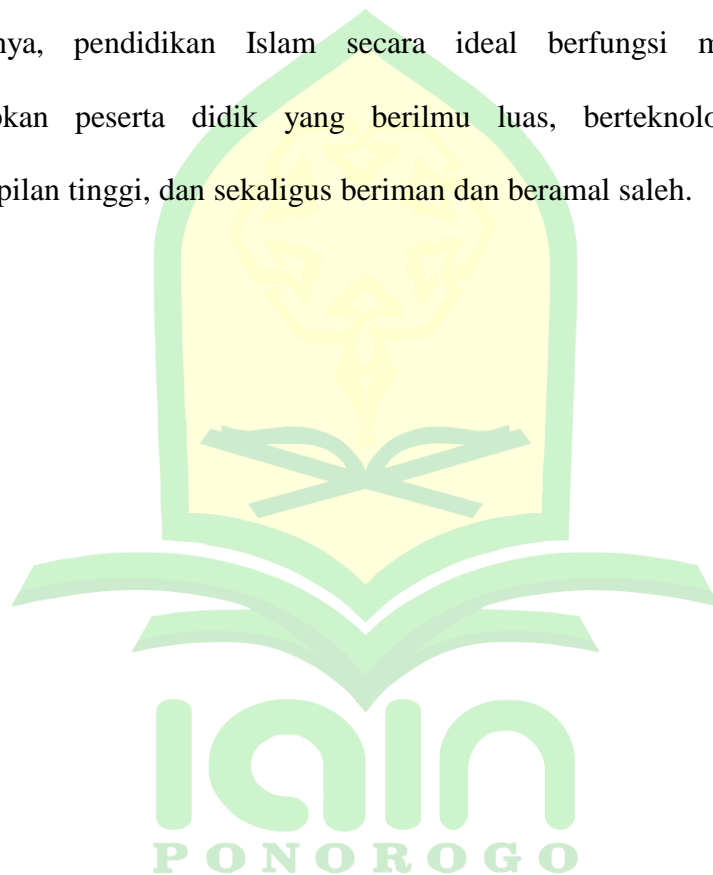 pendidikan Islam secara ideal berfungsi
peserta didik yang berilmu luas,
tinggi, dan sekaligus beriman dan beramal saleh.
iain
PONOROGO